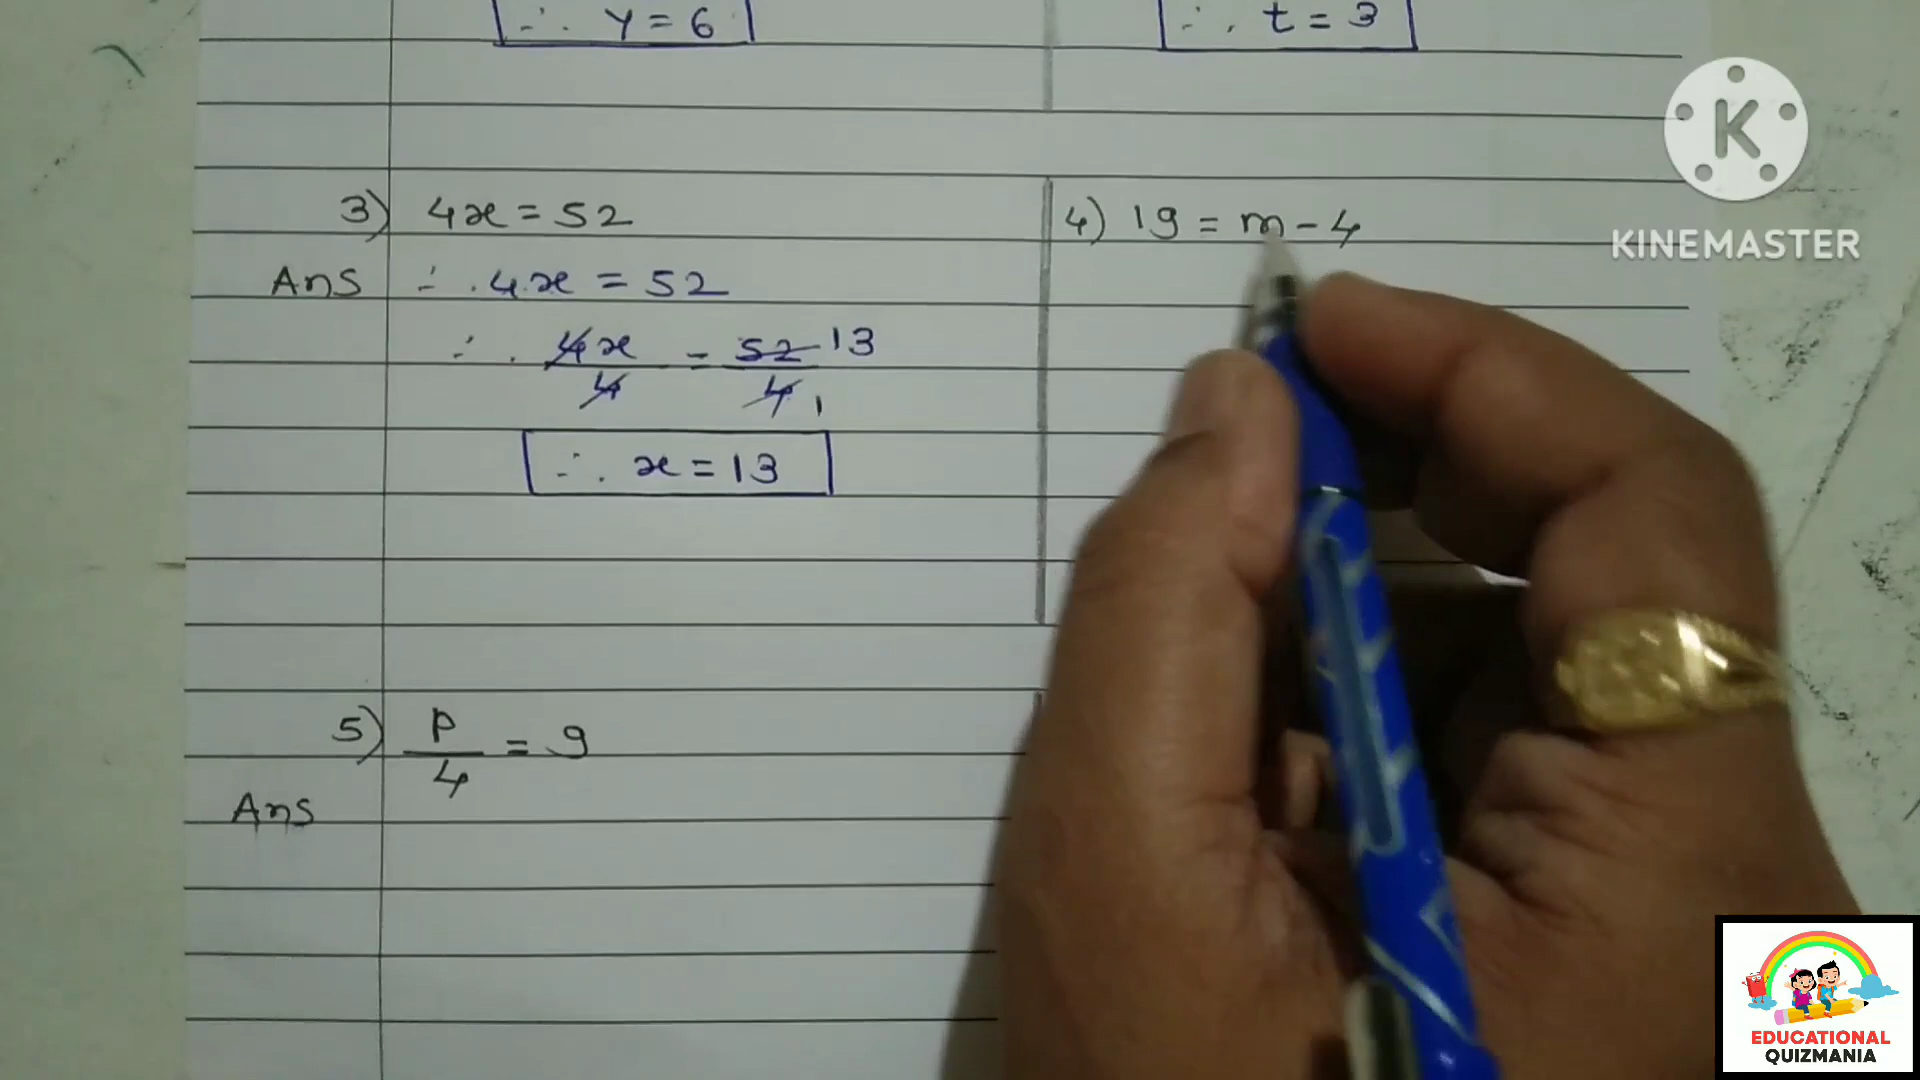 ∴ y = 6
∴ t = 3
3) 4x = 52
Ans ∴ 4x = 52
∴ 4x/4 = 52/4 13 1
∴ x = 13
4) 19 = m - 4
5) P/4 = 9
Ans
K
KINEMASTER
EDUCATIONAL
QUIZMANIA